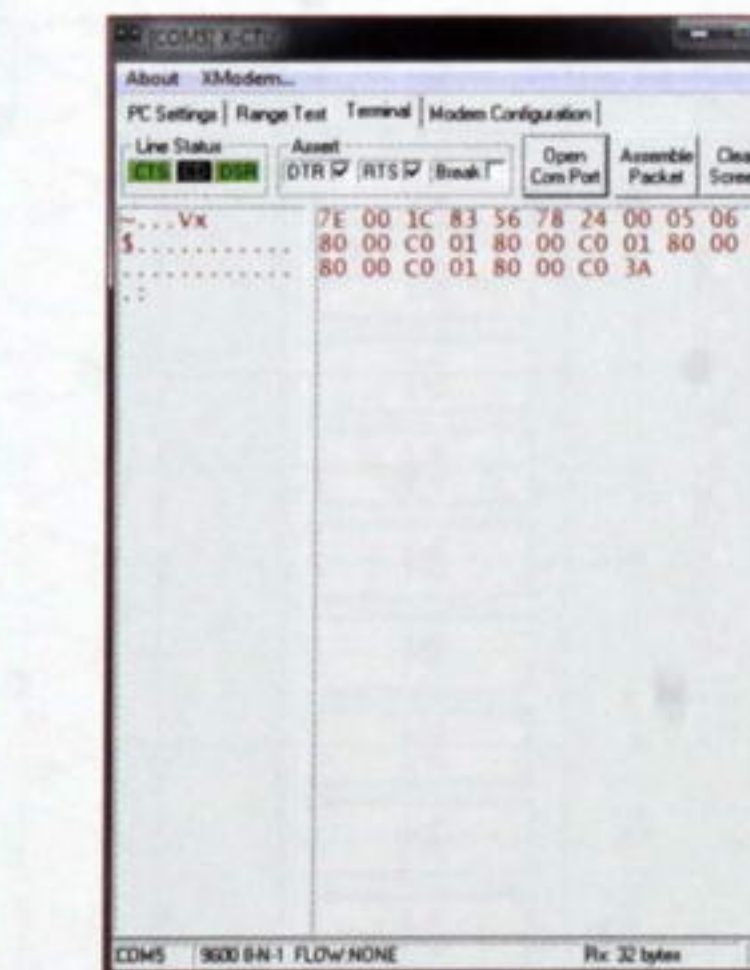 [COM5] X-CTU
About XModem...
PC Settings Range Test Terminal Modem Configuration
Line Status Assert
CTS CD DSR DTR RTS Break Open Com Port Assemble Packet Clea Scree
~...Vx 7E 00 1C 83 56 78 24 00 05 06
$........... 80 00 C0 01 80 00 C0 01 80 00
............ 80 00 C0 01 80 00 C0 3A
.:
COM5 9600 8-N-1 FLOW:NONE Rx: 32 bytes